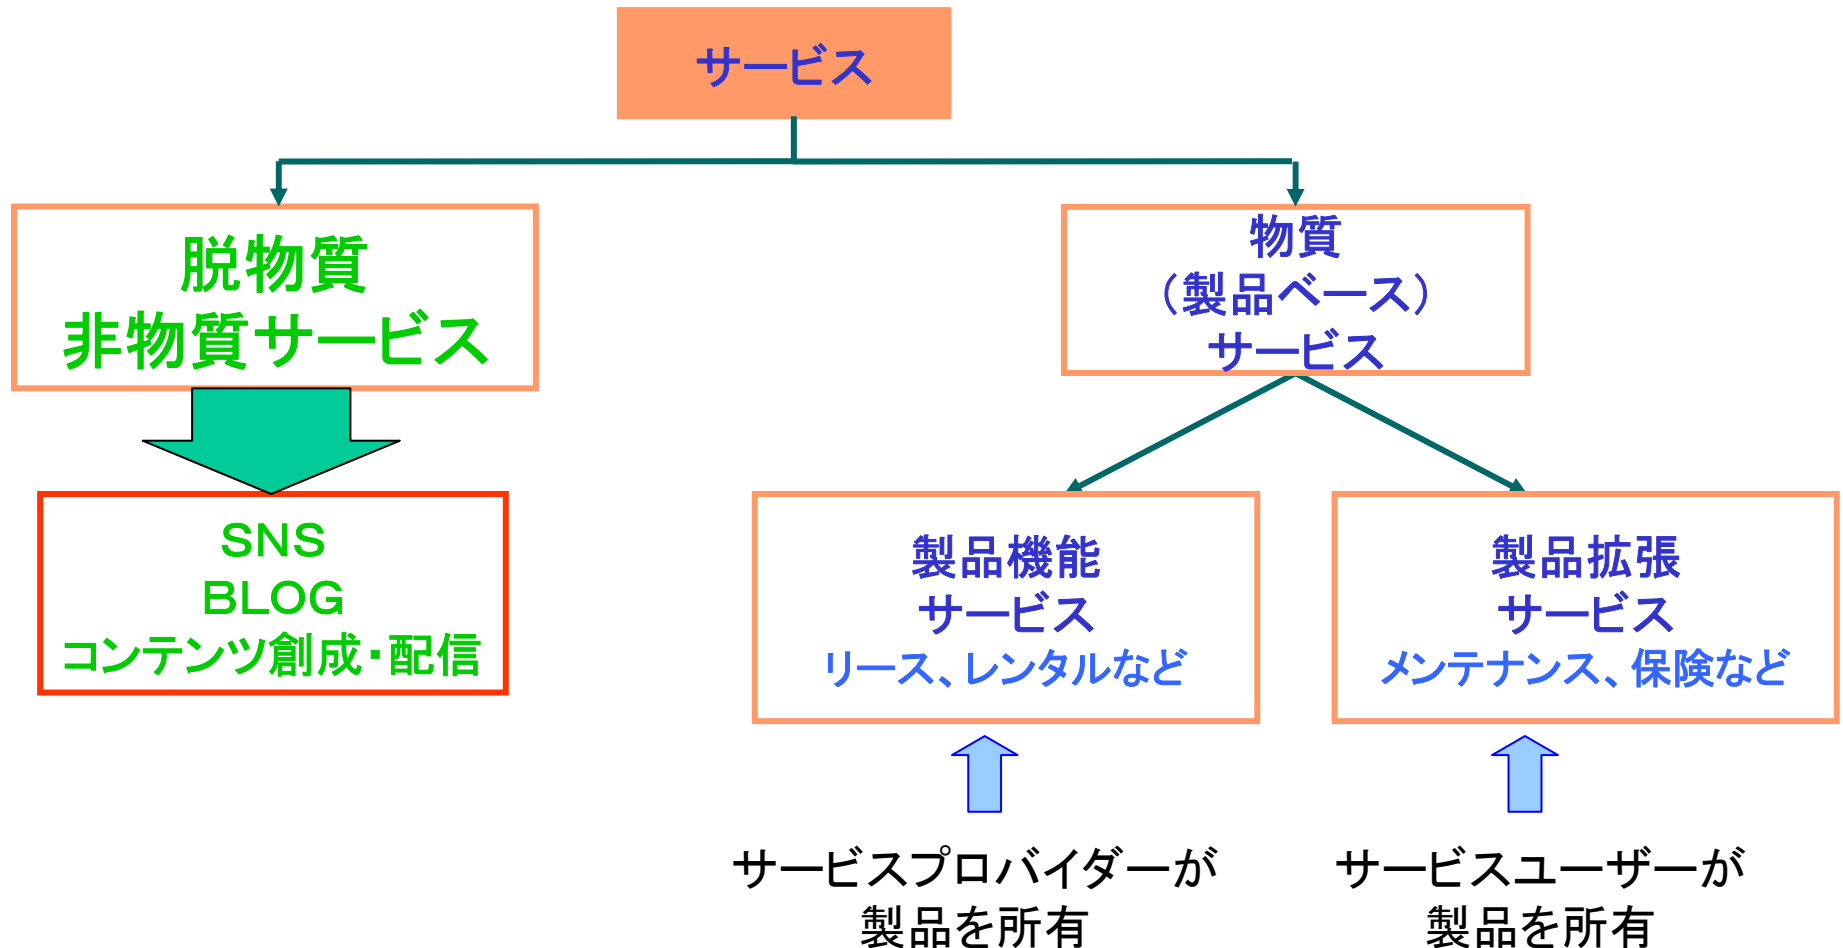 サービス
脱物質
非物質サービス
物質
（製品ベース）
サービス
ＳＮＳ
ＢＬＯＧ
コンテンツ創成・配信
製品機能
サービス
リース、レンタルなど
製品拡張
サービス
メンテナンス、保険など
サービスプロバイダーが
製品を所有
サービスユーザーが
製品を所有